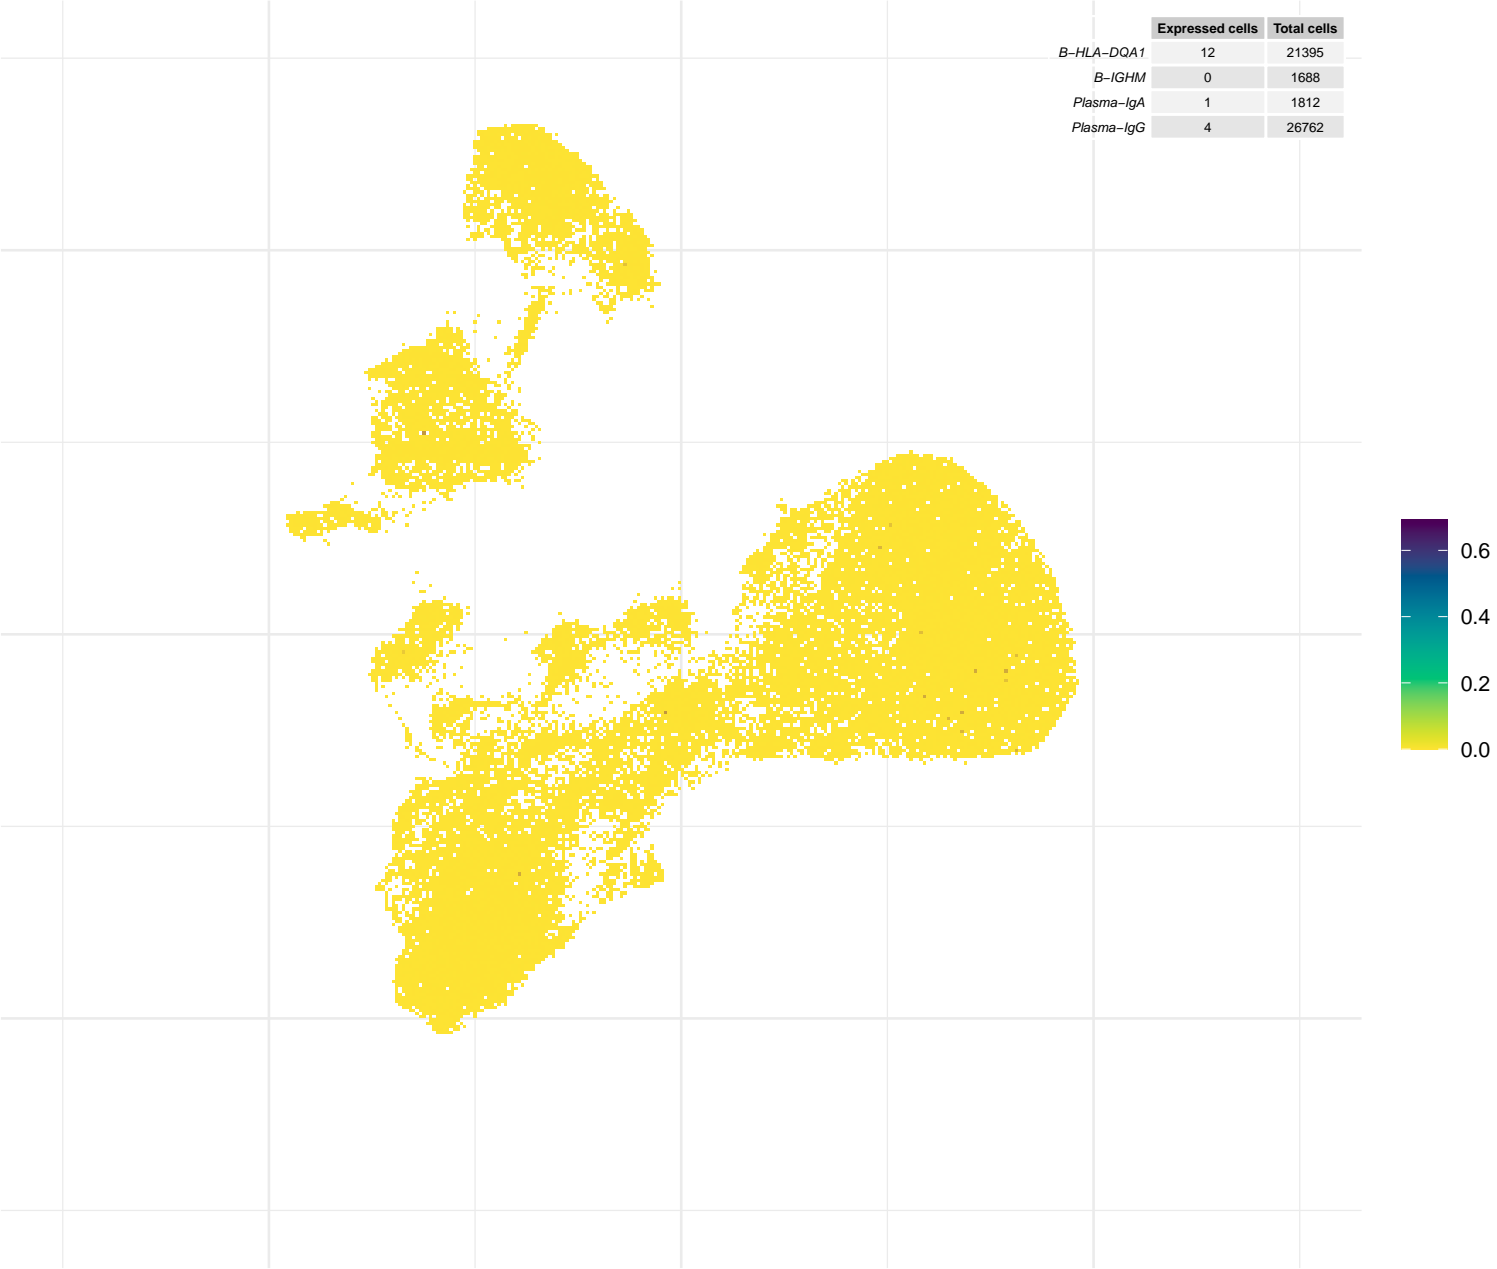 Expressed cells Total cells
B−HLA−DQA1 12 21395
B−IGHM 0 1688
Plasma−IgA 1 1812
Plasma−IgG 4 26762
0.6
0.4
0.2
0.0